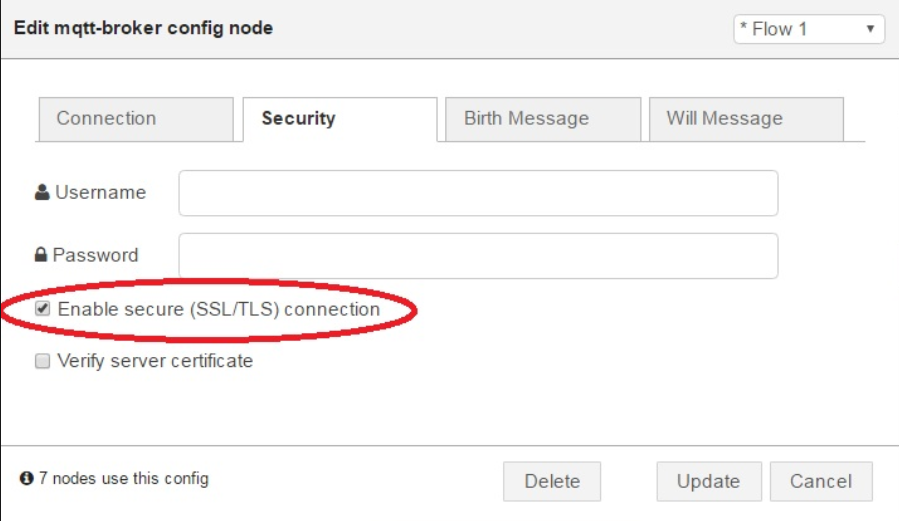 Edit mqtt-broker config node
* Flow 1
Connection
Security
Birth Message
Will Message
Username
Password
Enable secure (SSL/TLS) connection
Verify server certificate
7 nodes use this config
Delete
Update
Cancel